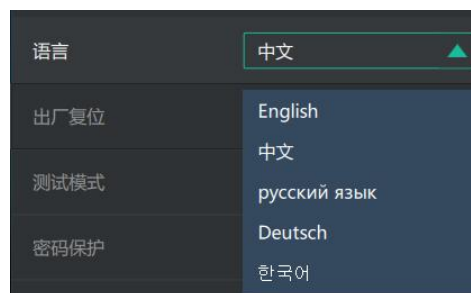 语言 中文
出厂复位
测试模式
密码保护
English
中文
русский язык
Deutsch
한국어